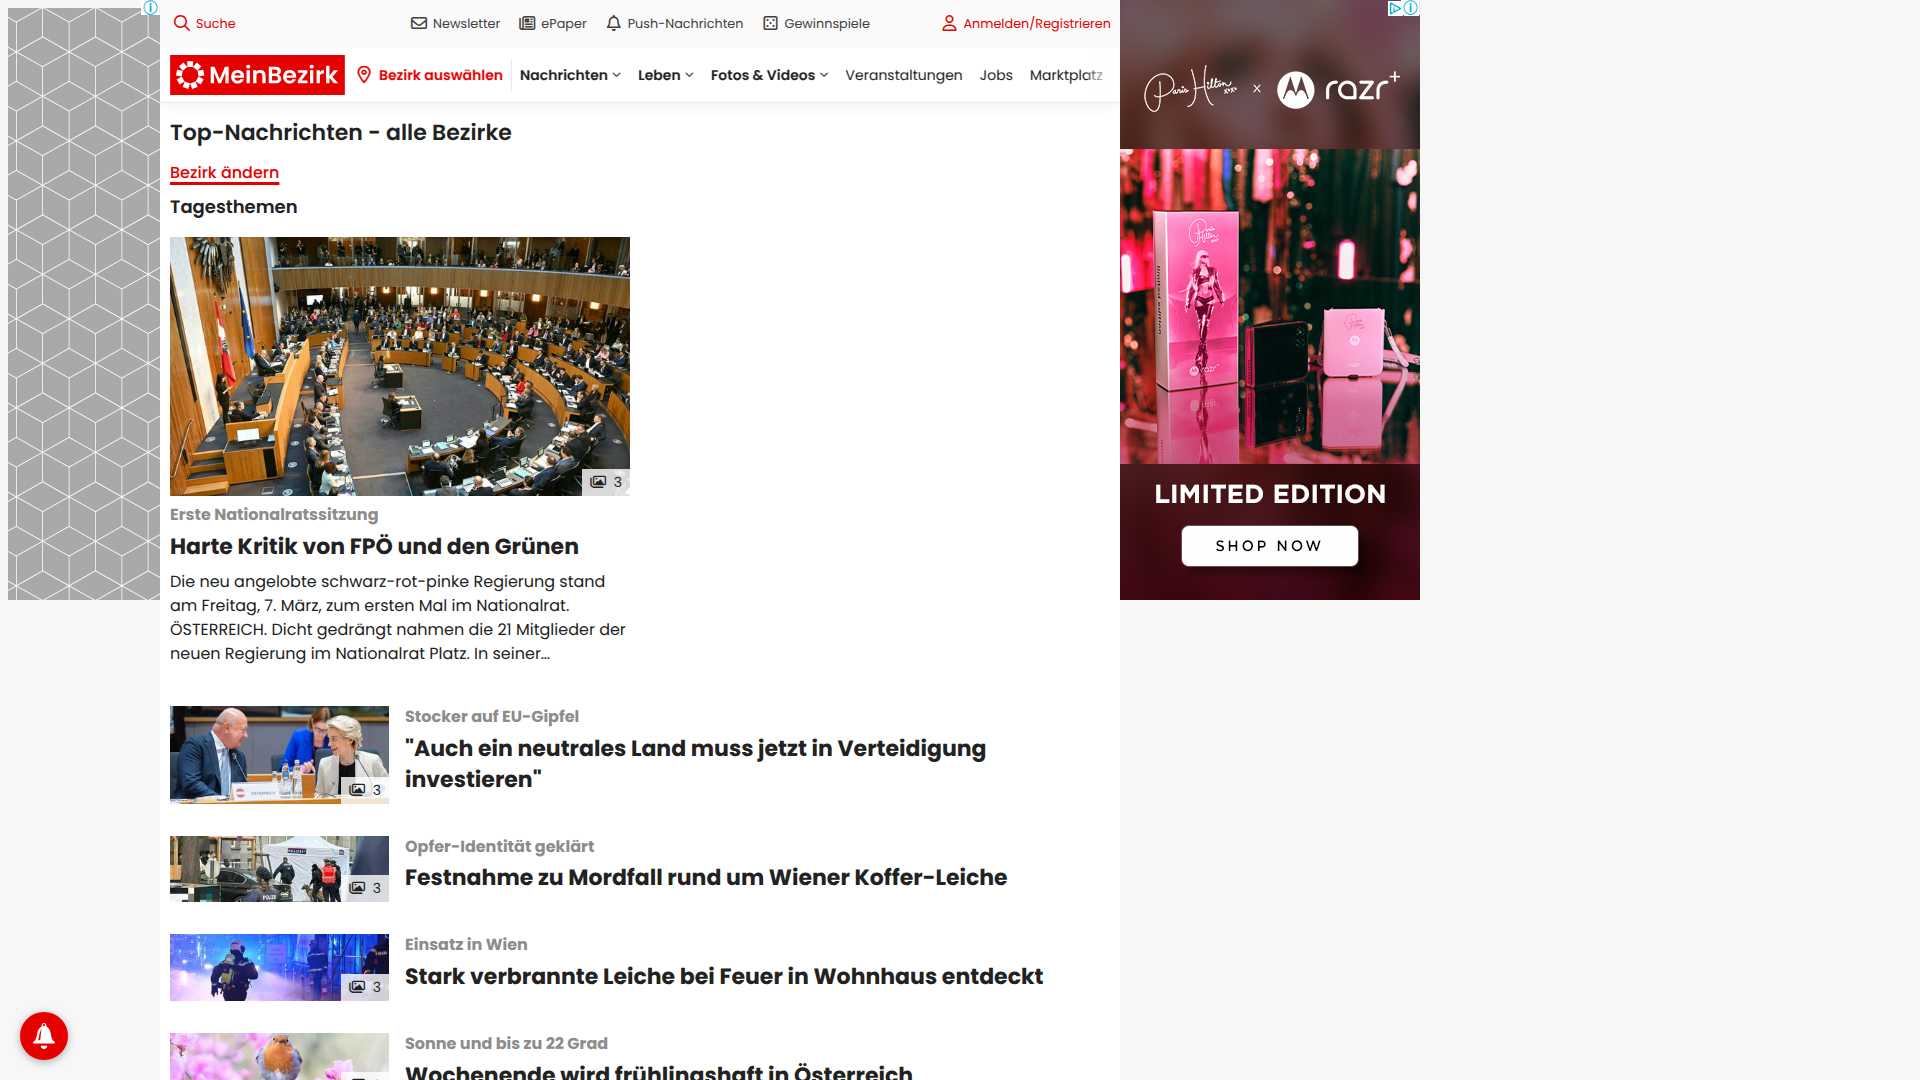 Suche
Newsletter
ePaper
Push-Nachrichten
Gewinnspiele
Anmelden/Registrieren
MeinBezirk
Bezirk auswählen
Nachrichten
Leben
Fotos & Videos
Veranstaltungen
Jobs
Marktplatz
Top-Nachrichten - alle Bezirke
Bezirk ändern
Tagesthemen
3
Erste Nationalratssitzung
Harte Kritik von FPÖ und den Grünen
Die neu angelobte schwarz-rot-pinke Regierung stand
am Freitag, 7. März, zum ersten Mal im Nationalrat.
ÖSTERREICH. Dicht gedrängt nahmen die 21 Mitglieder der
neuen Regierung im Nationalrat Platz. In seiner...
3
Stocker auf EU-Gipfel
"Auch ein neutrales Land muss jetzt in Verteidigung
investieren"
3
Opfer-Identität geklärt
Festnahme zu Mordfall rund um Wiener Koffer-Leiche
3
Einsatz in Wien
Stark verbrannte Leiche bei Feuer in Wohnhaus entdeckt
Sonne und bis zu 22 Grad
Wochenende wird frühlingshaft in Österreich
Paris Hilton x razr+
LIMITED EDITION
SHOP NOW